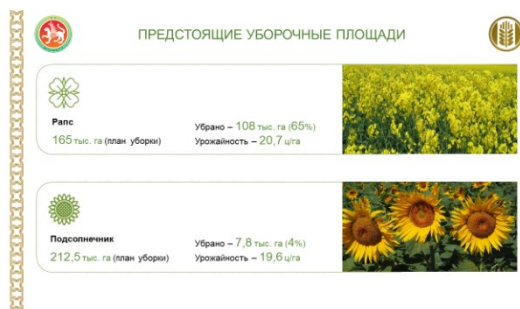 ПРЕДСТОЯЩИЕ УБОРОЧНЫЕ ПЛОЩАДИ
Рапс
165 тыс. га (план уборки)
Убрано – 108 тыс. га (65%)
Урожайность – 20,7 ц/га
Подсолнечник
212,5 тыс. га (план уборки)
Убрано – 7,8 тыс. га (4%)
Урожайность – 19,6 ц/га